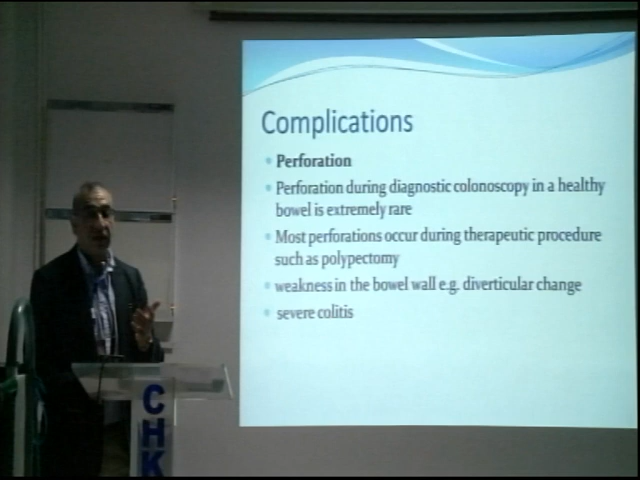 Complications
Perforation
Perforation during diagnostic colonoscopy in a healthy
bowel is extremely rare
Most perforations occur during therapeutic procedure
such as polypectomy
weakness in the bowel wall e.g. diverticular change
severe colitis
CHK